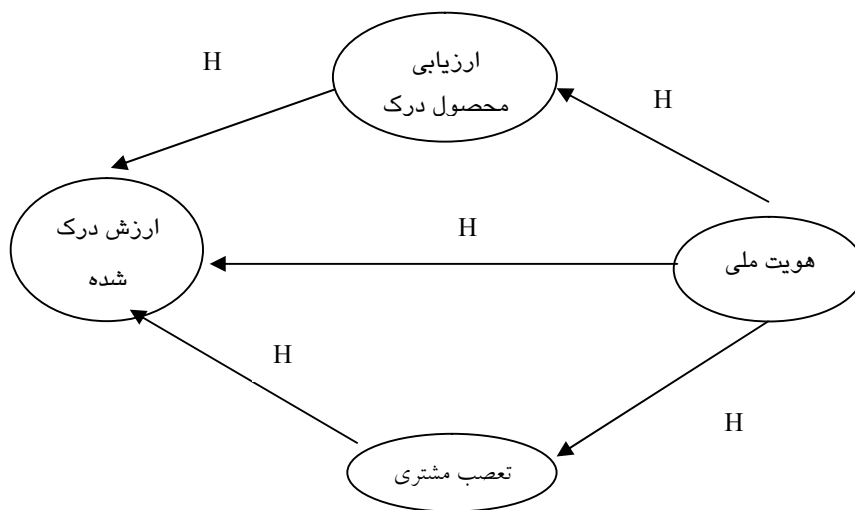 ارزیابی
محصول درک
H
H
ارزش درک
شده
H
هویت ملی
H
H
تعصب مشتری